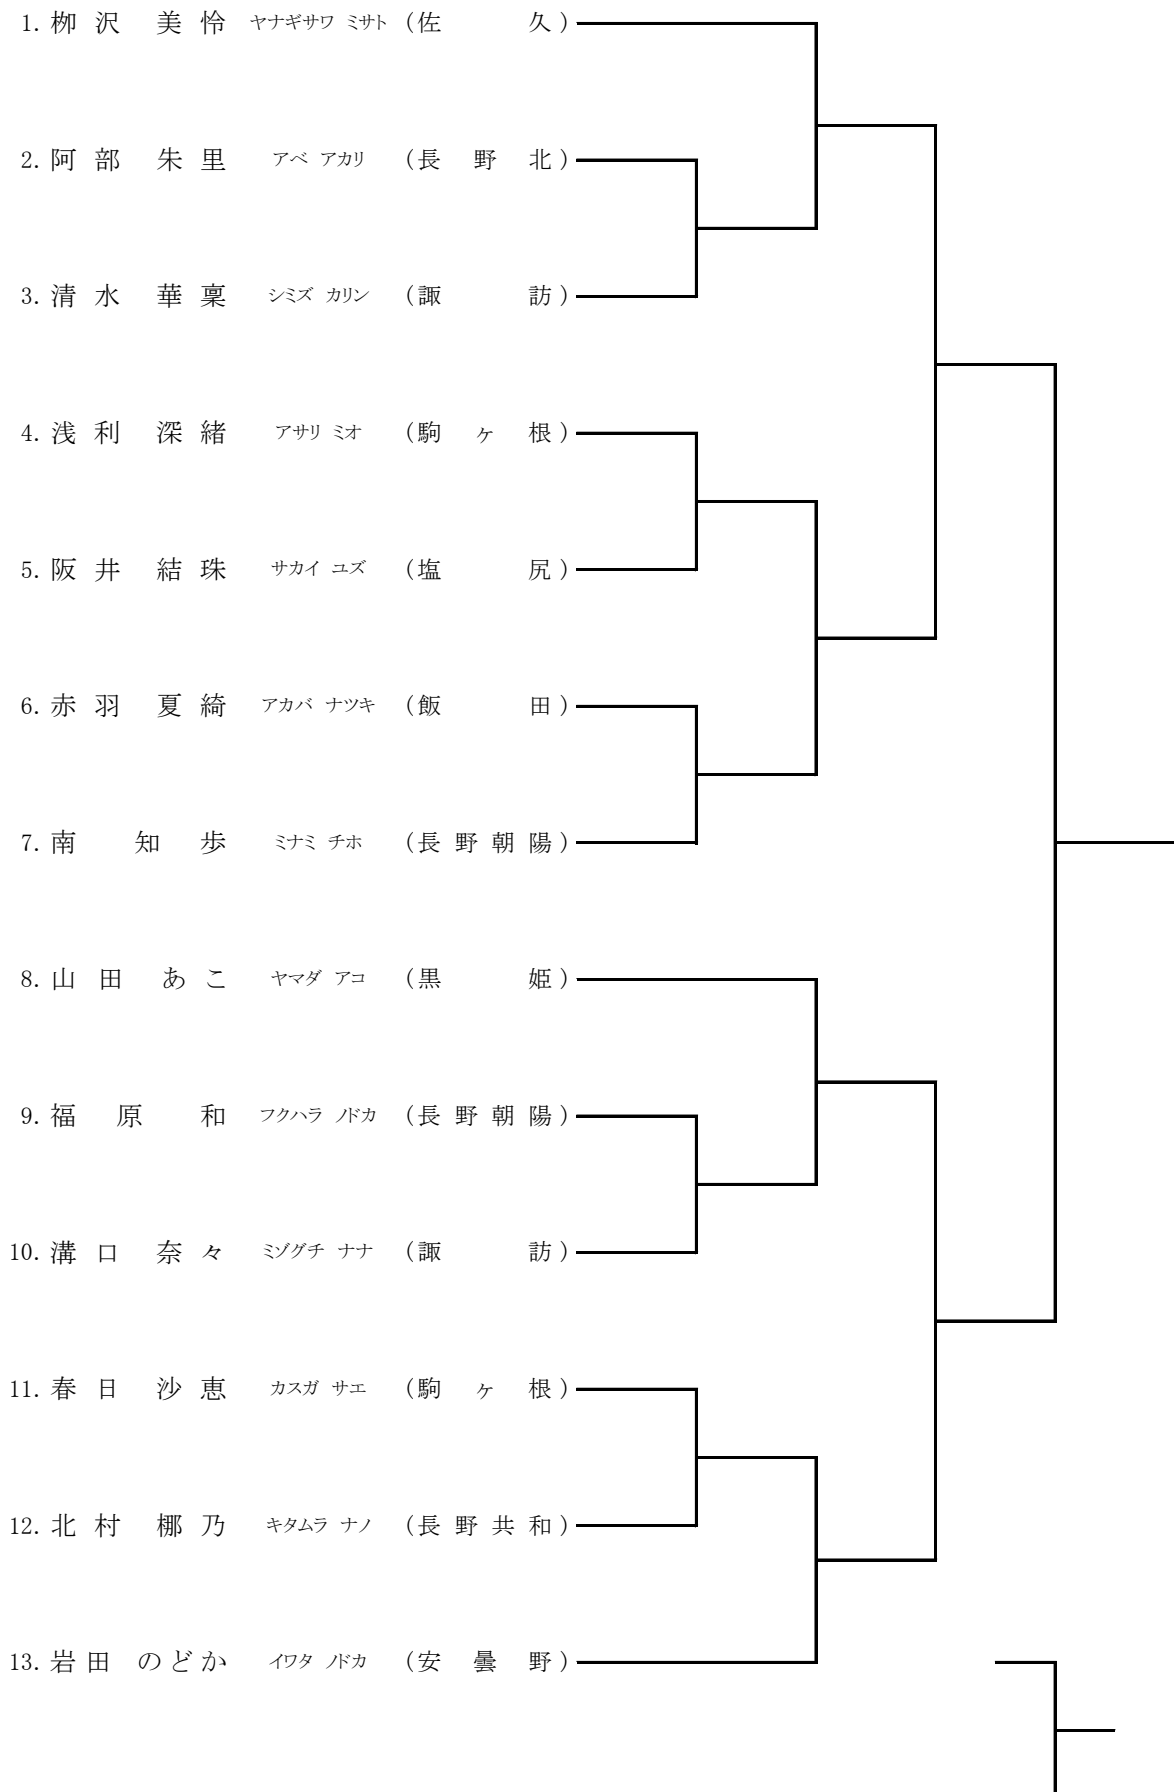 1. 栁沢 美怜 ヤナギサワ ミサト (佐久)
2. 阿部 朱里 アベ アカリ (長野北)
3. 清水 華稟 シミズ カリン (諏訪)
4. 浅利 深緒 アサリ ミオ (駒ヶ根)
5. 阪井 結珠 サカイ ユズ (塩尻)
6. 赤羽 夏綺 アカバ ナツキ (飯田)
7. 南 知歩 ミナミ チホ (長野朝陽)
8. 山田 あこ ヤマダ アコ (黒姫)
9. 福原 和 フクハラ ノドカ (長野朝陽)
10. 溝口 奈々 ミゾグチ ナナ (諏訪)
11. 春日 沙恵 カスガ サエ (駒ヶ根)
12. 北村 梛乃 キタムラ ナノ (長野共和)
13. 岩田 のどか イワタ ノドカ (安曇野)